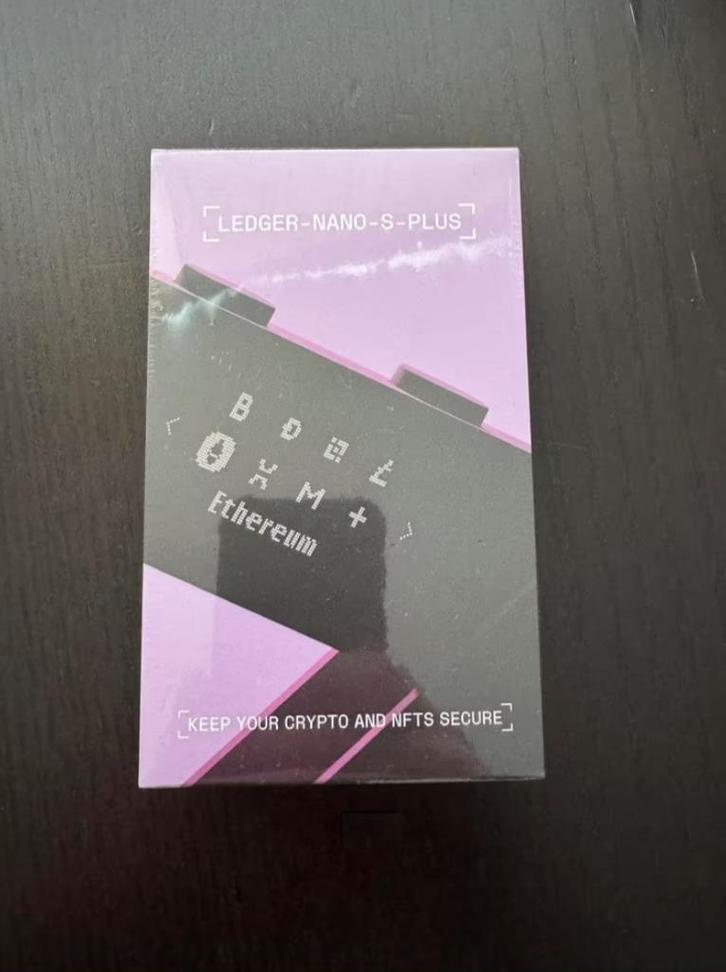 LEDGER-NANO-S-PLUS
Ethereum
KEEP YOUR CRYPTO AND NFTS SECURE